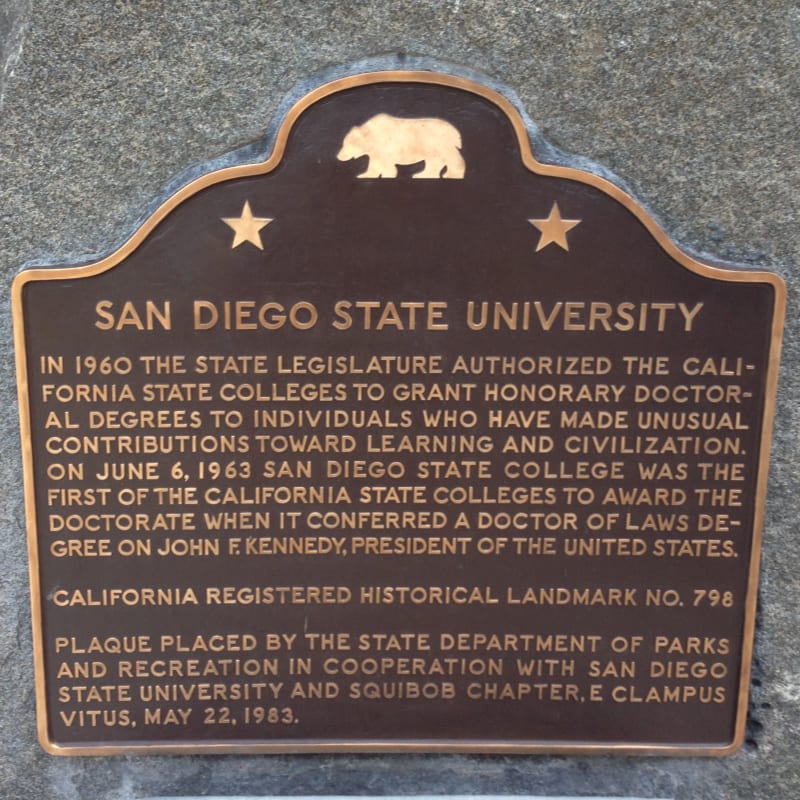 SAN DIEGO STATE UNIVERSITY
IN 1960 THE STATE LEGISLATURE AUTHORIZED THE CALI-
FORNIA STATE COLLEGES TO GRANT HONORARY DOCTOR-
AL DEGREES TO INDIVIDUALS WHO HAVE MADE UNUSUAL
CONTRIBUTIONS TOWARD LEARNING AND CIVILIZATION.
ON JUNE 6, 1963 SAN DIEGO STATE COLLEGE WAS THE
FIRST OF THE CALIFORNIA STATE COLLEGES TO AWARD THE
DOCTORATE WHEN IT CONFERRED A DOCTOR OF LAWS DE-
GREE ON JOHN F. KENNEDY, PRESIDENT OF THE UNITED STATES.
CALIFORNIA REGISTERED HISTORICAL LANDMARK NO. 798
PLAQUE PLACED BY THE STATE DEPARTMENT OF PARKS
AND RECREATION IN COOPERATION WITH SAN DIEGO
STATE UNIVERSITY AND SQUIBOB CHAPTER, E CLAMPUS
VITUS, MAY 22, 1983.